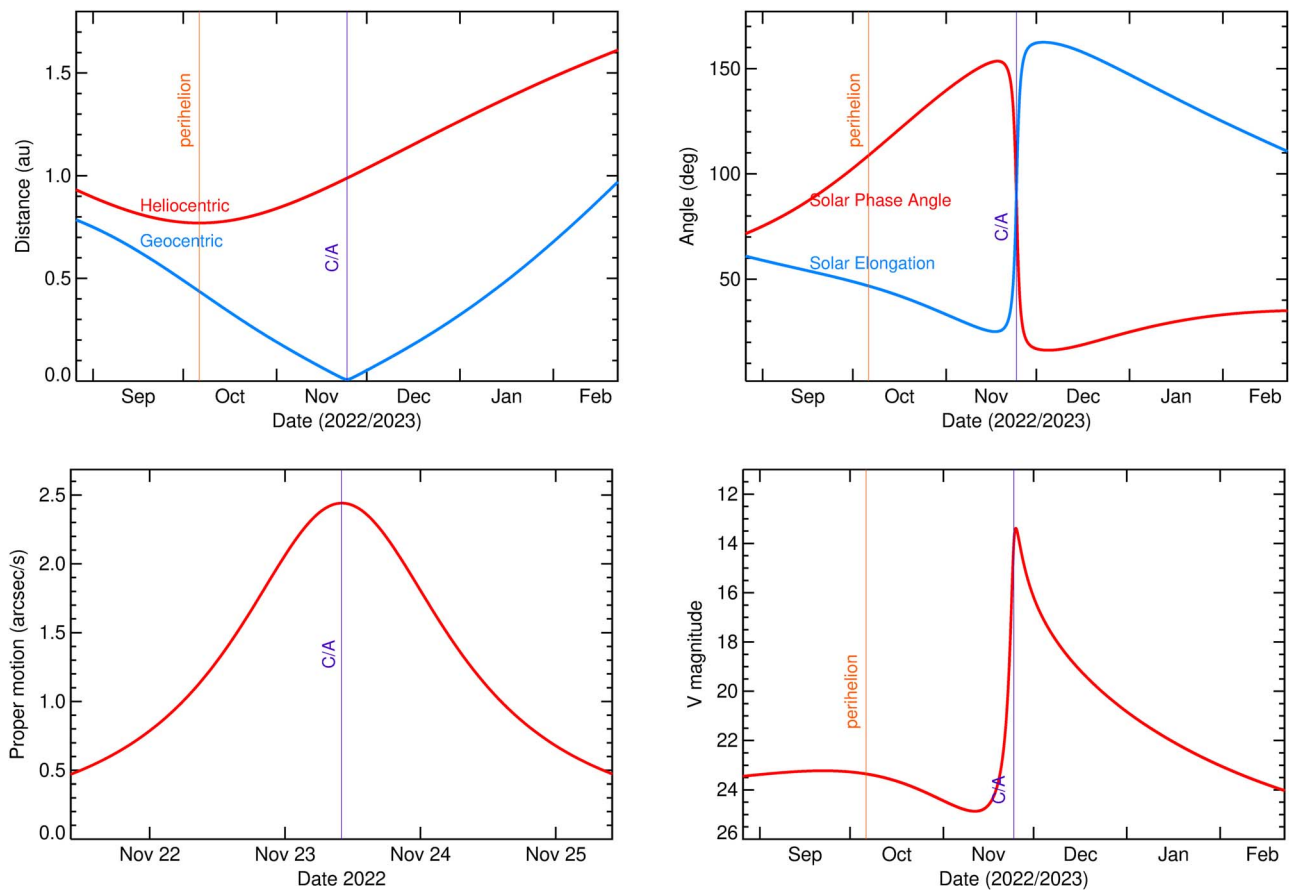 1.5
1.0
0.5
0.0
Distance (au)
perihelion
Heliocentric
Geocentric
C/A
Sep
Oct
Nov
Dec
Jan
Feb
Date (2022/2023)
150
100
50
Angle (deg)
perihelion
Solar Phase Angle
C/A
Solar Elongation
Sep
Oct
Nov
Dec
Jan
Feb
Date (2022/2023)
2.5
2.0
1.5
1.0
0.5
0.0
Proper motion (arcsec/s)
C/A
Nov 22
Nov 23
Nov 24
Nov 25
Date 2022
12
14
16
18
20
22
24
26
V magnitude
perihelion
C/A
Sep
Oct
Nov
Dec
Jan
Feb
Date (2022/2023)